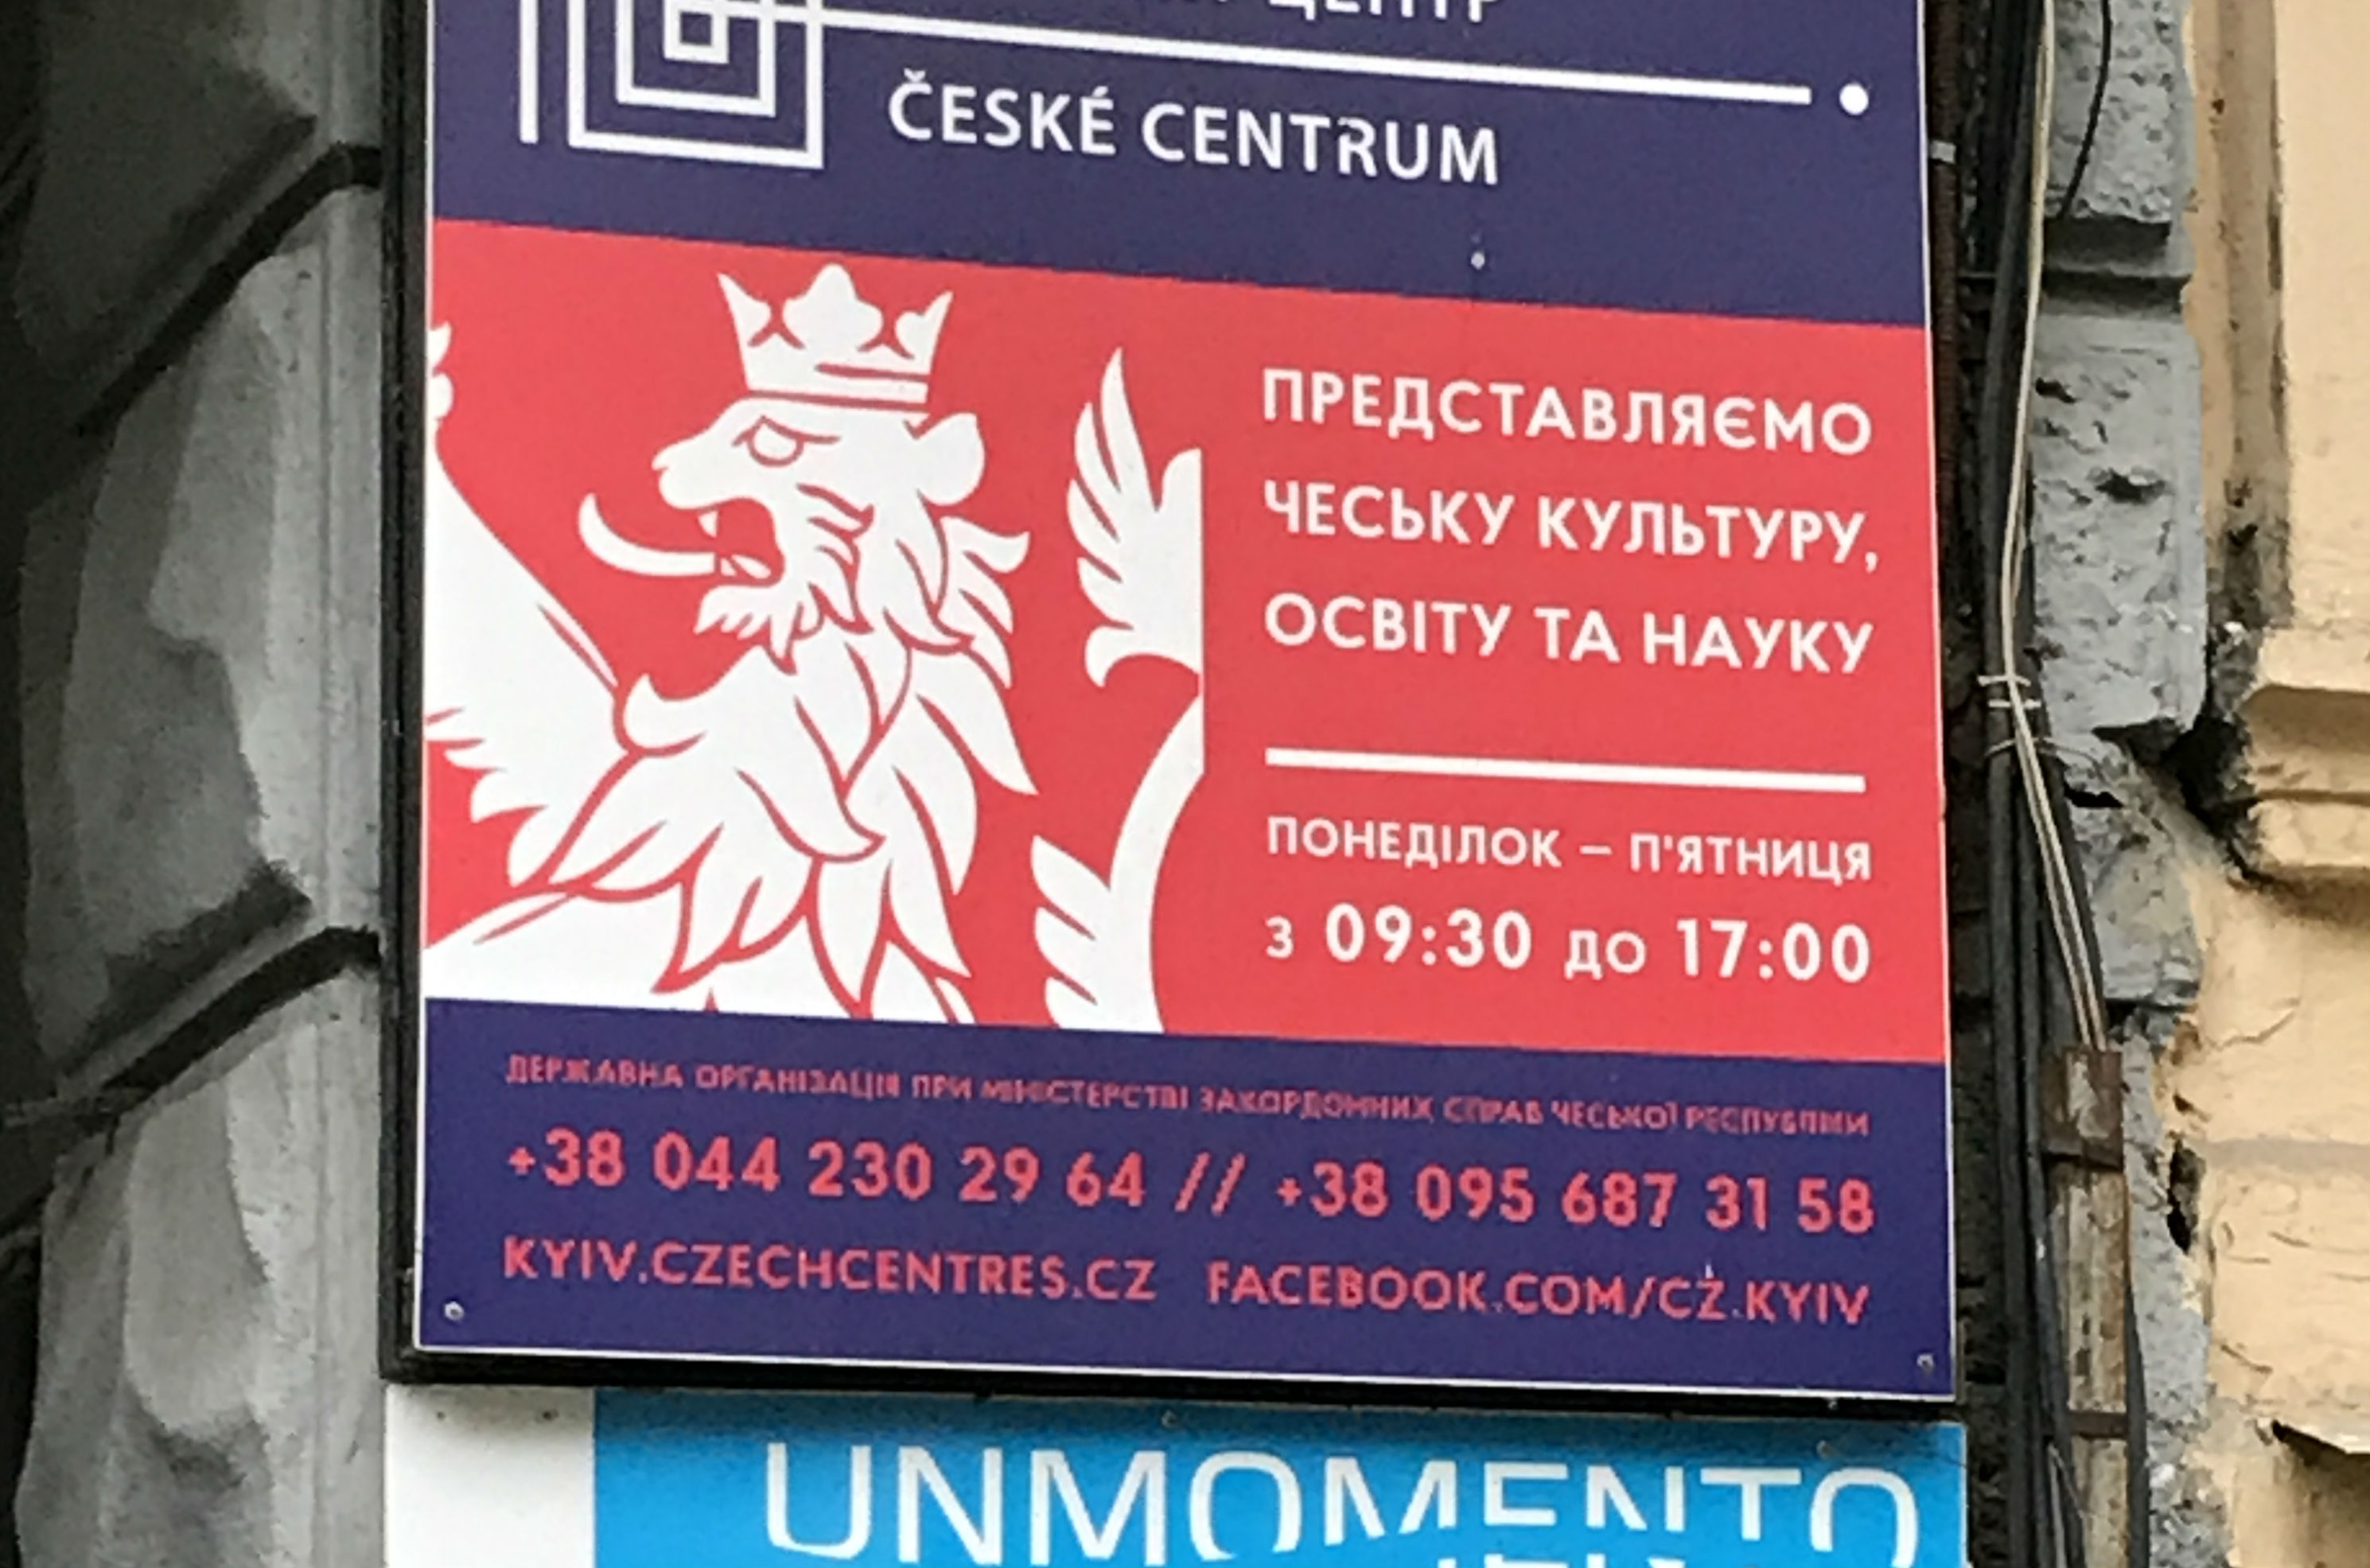 ЦЕНТР
ČESKÉ CENTRUM
ПРЕДСТАВЛЯЄМО
ЧЕСЬКУ КУЛЬТУРУ,
ОСВІТУ ТА НАУКУ
ПОНЕДІЛОК – П'ЯТНИЦЯ
З 09:30 ДО 17:00
ДЕРЖАВНА ОРГАНІЗАЦІЯ ПРИ МІНІСТЕРСТВІ ЗАКОРДОННИХ СПРАВ ЧЕСЬКОЇ РЕСПУБЛІКИ
+38 044 230 29 64 // +38 095 687 31 58
KYIV.CZECHCENTRES.CZ FACEBOOK.COM/CZ.KYIV
UNMOMENTO